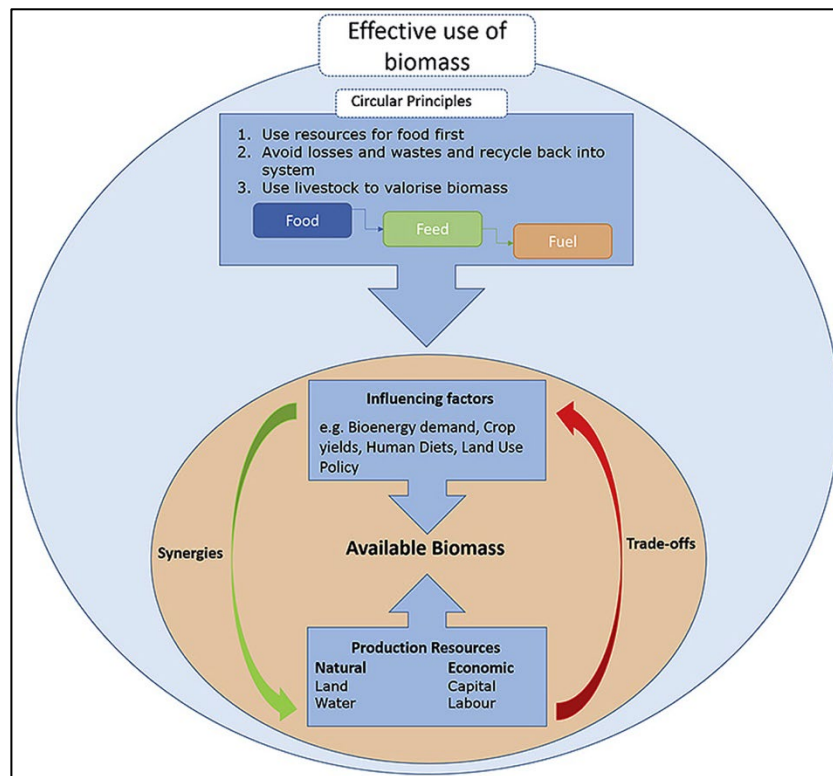 Effective use of
biomass
Circular Principles
1. Use resources for food first
2. Avoid losses and wastes and recycle back into
system
3. Use livestock to valorise biomass
Food
Feed
Fuel
Influencing factors
e.g. Bioenergy demand, Crop
yields, Human Diets, Land Use
Policy
Synergies
Available Biomass
Trade-offs
Production Resources
Natural Economic
Land Capital
Water Labour